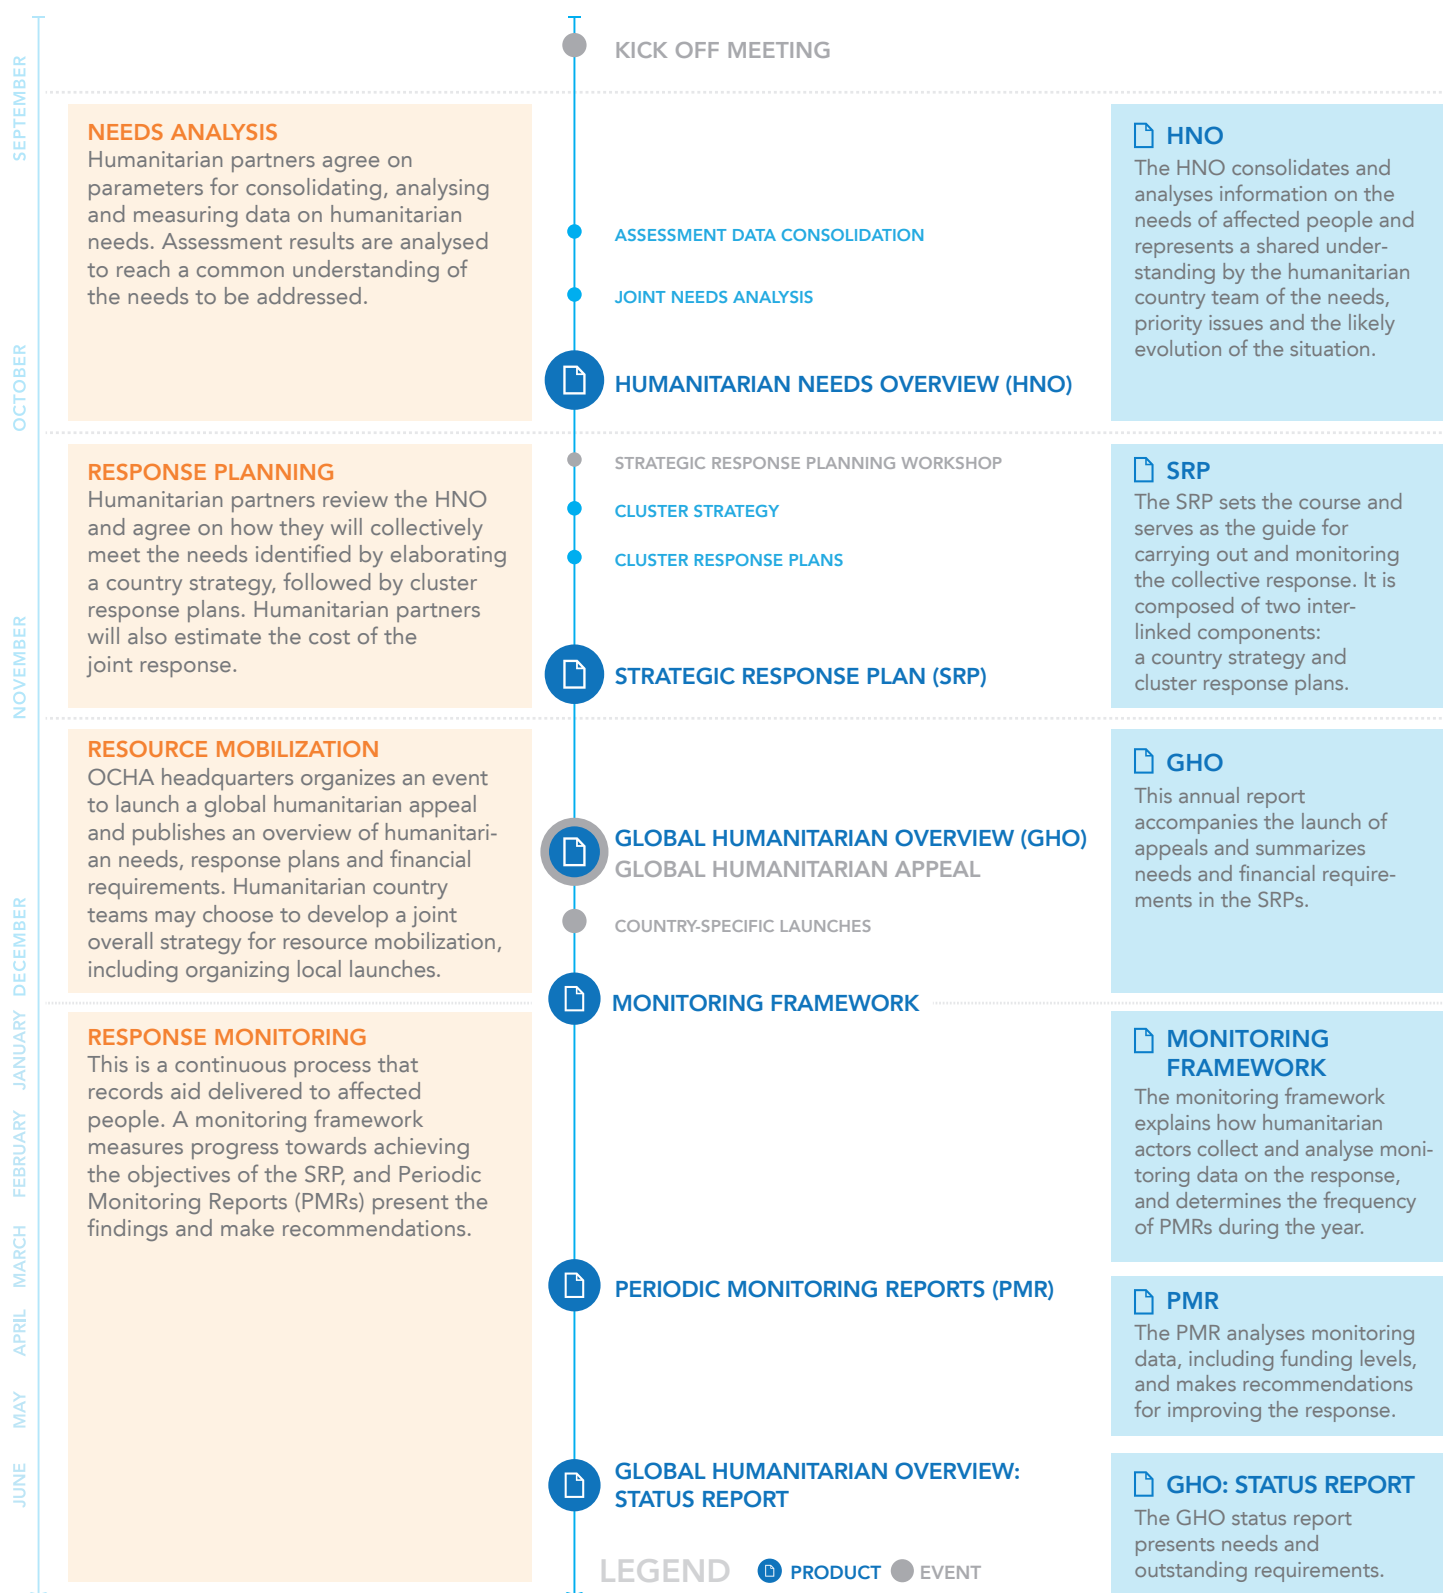 SEPTEMBER
OCTOBER
NOVEMBER
DECEMBER
JANUARY
FEBRUARY
MARCH
APRIL
MAY
JUNE
KICK OFF MEETING
NEEDS ANALYSIS
Humanitarian partners agree on
parameters for consolidating, analysing
and measuring data on humanitarian
needs. Assessment results are analysed
to reach a common understanding of
the needs to be addressed.
ASSESSMENT DATA CONSOLIDATION
JOINT NEEDS ANALYSIS
HUMANITARIAN NEEDS OVERVIEW (HNO)
HNO
The HNO consolidates and
analyses information on the
needs of affected people and
represents a shared under-
standing by the humanitarian
country team of the needs,
priority issues and the likely
evolution of the situation.
RESPONSE PLANNING
Humanitarian partners review the HNO
and agree on how they will collectively
meet the needs identified by elaborating
a country strategy, followed by cluster
response plans. Humanitarian partners
will also estimate the cost of the
joint response.
STRATEGIC RESPONSE PLANNING WORKSHOP
CLUSTER STRATEGY
CLUSTER RESPONSE PLANS
STRATEGIC RESPONSE PLAN (SRP)
SRP
The SRP sets the course and
serves as the guide for
carrying out and monitoring
the collective response. It is
composed of two inter-
linked components:
a country strategy and
cluster response plans.
RESOURCE MOBILIZATION
OCHA headquarters organizes an event
to launch a global humanitarian appeal
and publishes an overview of humanitari-
an needs, response plans and financial
requirements. Humanitarian country
teams may choose to develop a joint
overall strategy for resource mobilization,
including organizing local launches.
GLOBAL HUMANITARIAN OVERVIEW (GHO)
GLOBAL HUMANITARIAN APPEAL
COUNTRY-SPECIFIC LAUNCHES
MONITORING FRAMEWORK
GHO
This annual report
accompanies the launch of
appeals and summarizes
needs and financial require-
ments in the SRPs.
RESPONSE MONITORING
This is a continuous process that
records aid delivered to affected
people. A monitoring framework
measures progress towards achieving
the objectives of the SRP, and Periodic
Monitoring Reports (PMRs) present the
findings and make recommendations.
PERIODIC MONITORING REPORTS (PMR)
GLOBAL HUMANITARIAN OVERVIEW:
STATUS REPORT
MONITORING
FRAMEWORK
The monitoring framework
explains how humanitarian
actors collect and analyse moni-
toring data on the response,
and determines the frequency
of PMRs during the year.
PMR
The PMR analyses monitoring
data, including funding levels,
and makes recommendations
for improving the response.
GHO: STATUS REPORT
The GHO status report
presents needs and
outstanding requirements.
LEGEND PRODUCT EVENT